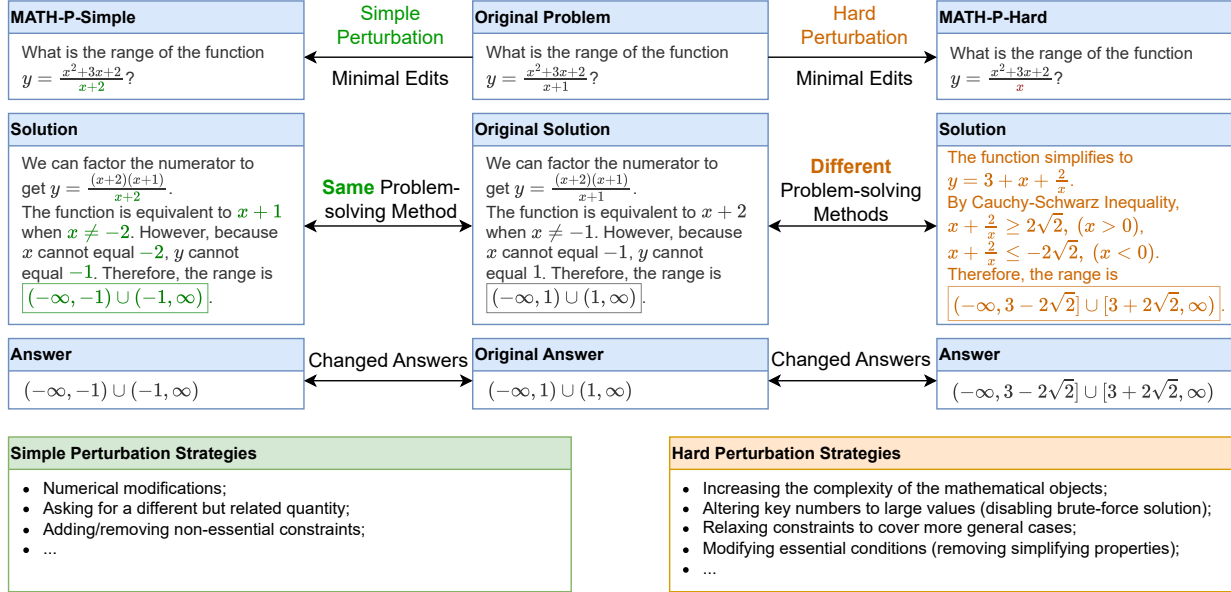 MATH-P-Simple
What is the range of the function
y = \frac{x^2+3x+2}{x+2}?
Simple
Perturbation
Minimal Edits
Original Problem
What is the range of the function
y = \frac{x^2+3x+2}{x+1}?
Hard
Perturbation
Minimal Edits
MATH-P-Hard
What is the range of the function
y = \frac{x^2+3x+2}{x}?
Solution
We can factor the numerator to
get y = \frac{(x+2)(x+1)}{x+2}.
The function is equivalent to x + 1
when x ≠ −2. However, because
x cannot equal −2, y cannot
equal −1. Therefore, the range is
(−∞, −1) ∪ (−1, ∞).
Same Problem-
solving Method
Original Solution
We can factor the numerator to
get y = \frac{(x+2)(x+1)}{x+1}.
The function is equivalent to x + 2
when x ≠ −1. However, because
x cannot equal −1, y cannot
equal 1. Therefore, the range is
(−∞, 1) ∪ (1, ∞).
Different
Problem-solving
Methods
Solution
The function simplifies to
y = 3 + x + \frac{2}{x}.
By Cauchy-Schwarz Inequality,
x + \frac{2}{x} ≥ 2√2, (x > 0),
x + \frac{2}{x} ≤ −2√2, (x < 0).
Therefore, the range is
(−∞, 3 − 2√2] ∪ [3 + 2√2, ∞).
Answer
(−∞, −1) ∪ (−1, ∞)
Changed Answers
Original Answer
(−∞, 1) ∪ (1, ∞)
Changed Answers
Answer
(−∞, 3 − 2√2] ∪ [3 + 2√2, ∞)
Simple Perturbation Strategies
• Numerical modifications;
• Asking for a different but related quantity;
• Adding/removing non-essential constraints;
• ...
Hard Perturbation Strategies
• Increasing the complexity of the mathematical objects;
• Altering key numbers to large values (disabling brute-force solution);
• Relaxing constraints to cover more general cases;
• Modifying essential conditions (removing simplifying properties);
• ...